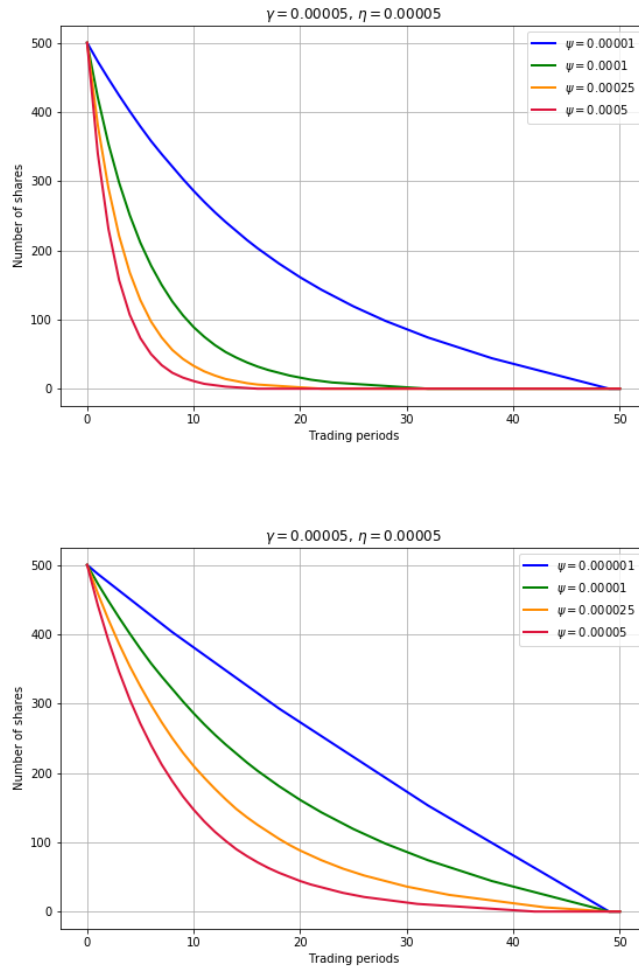 γ = 0.00005, η = 0.00005
500
400
300
200
100
0
Number of shares
ψ = 0.00001
ψ = 0.0001
ψ = 0.00025
ψ = 0.0005
0
10
20
30
40
50
Trading periods
γ = 0.00005, η = 0.00005
500
400
300
200
100
0
Number of shares
ψ = 0.000001
ψ = 0.00001
ψ = 0.000025
ψ = 0.00005
0
10
20
30
40
50
Trading periods